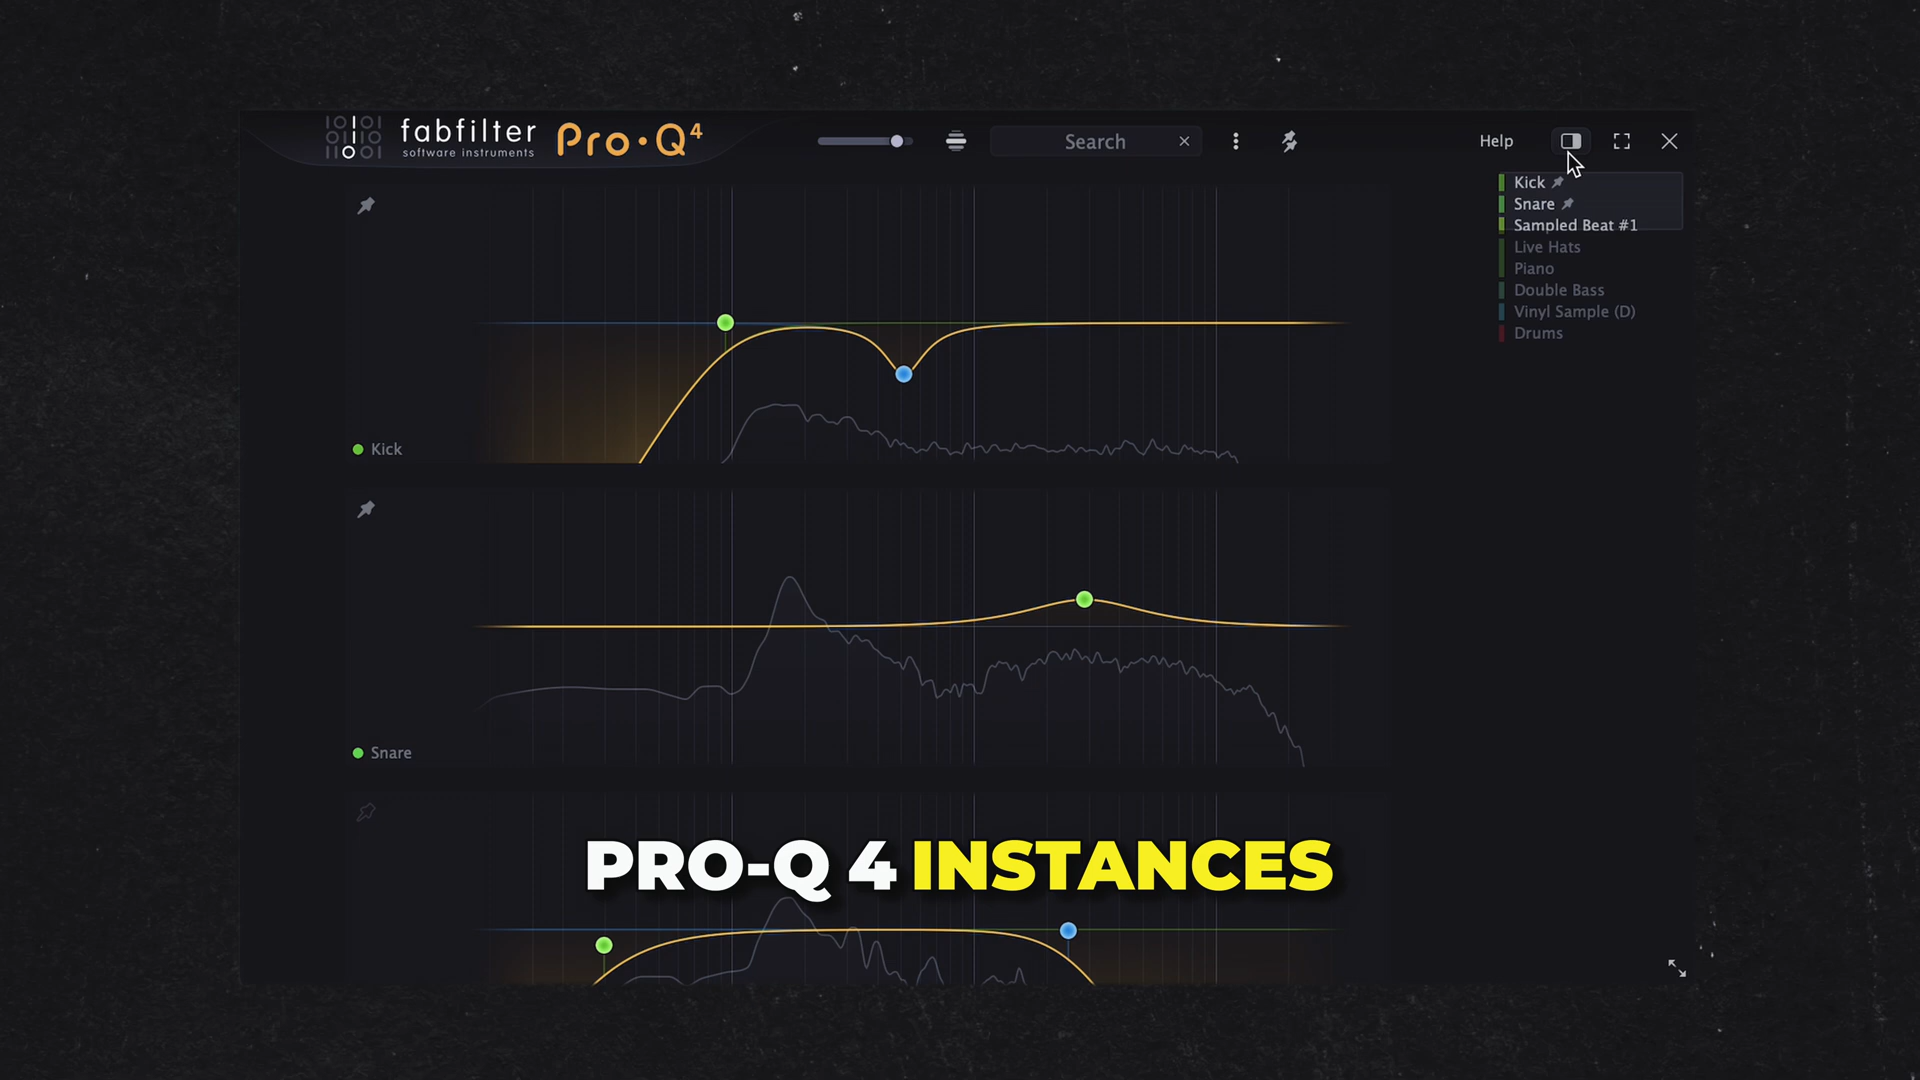 fabfilter
software instruments
Pro·Q4
Search
Help
Kick
Snare
Sampled Beat #1
Live Hats
Piano
Double Bass
Vinyl Sample (D)
Drums
Kick
Snare
PRO-Q 4 INSTANCES